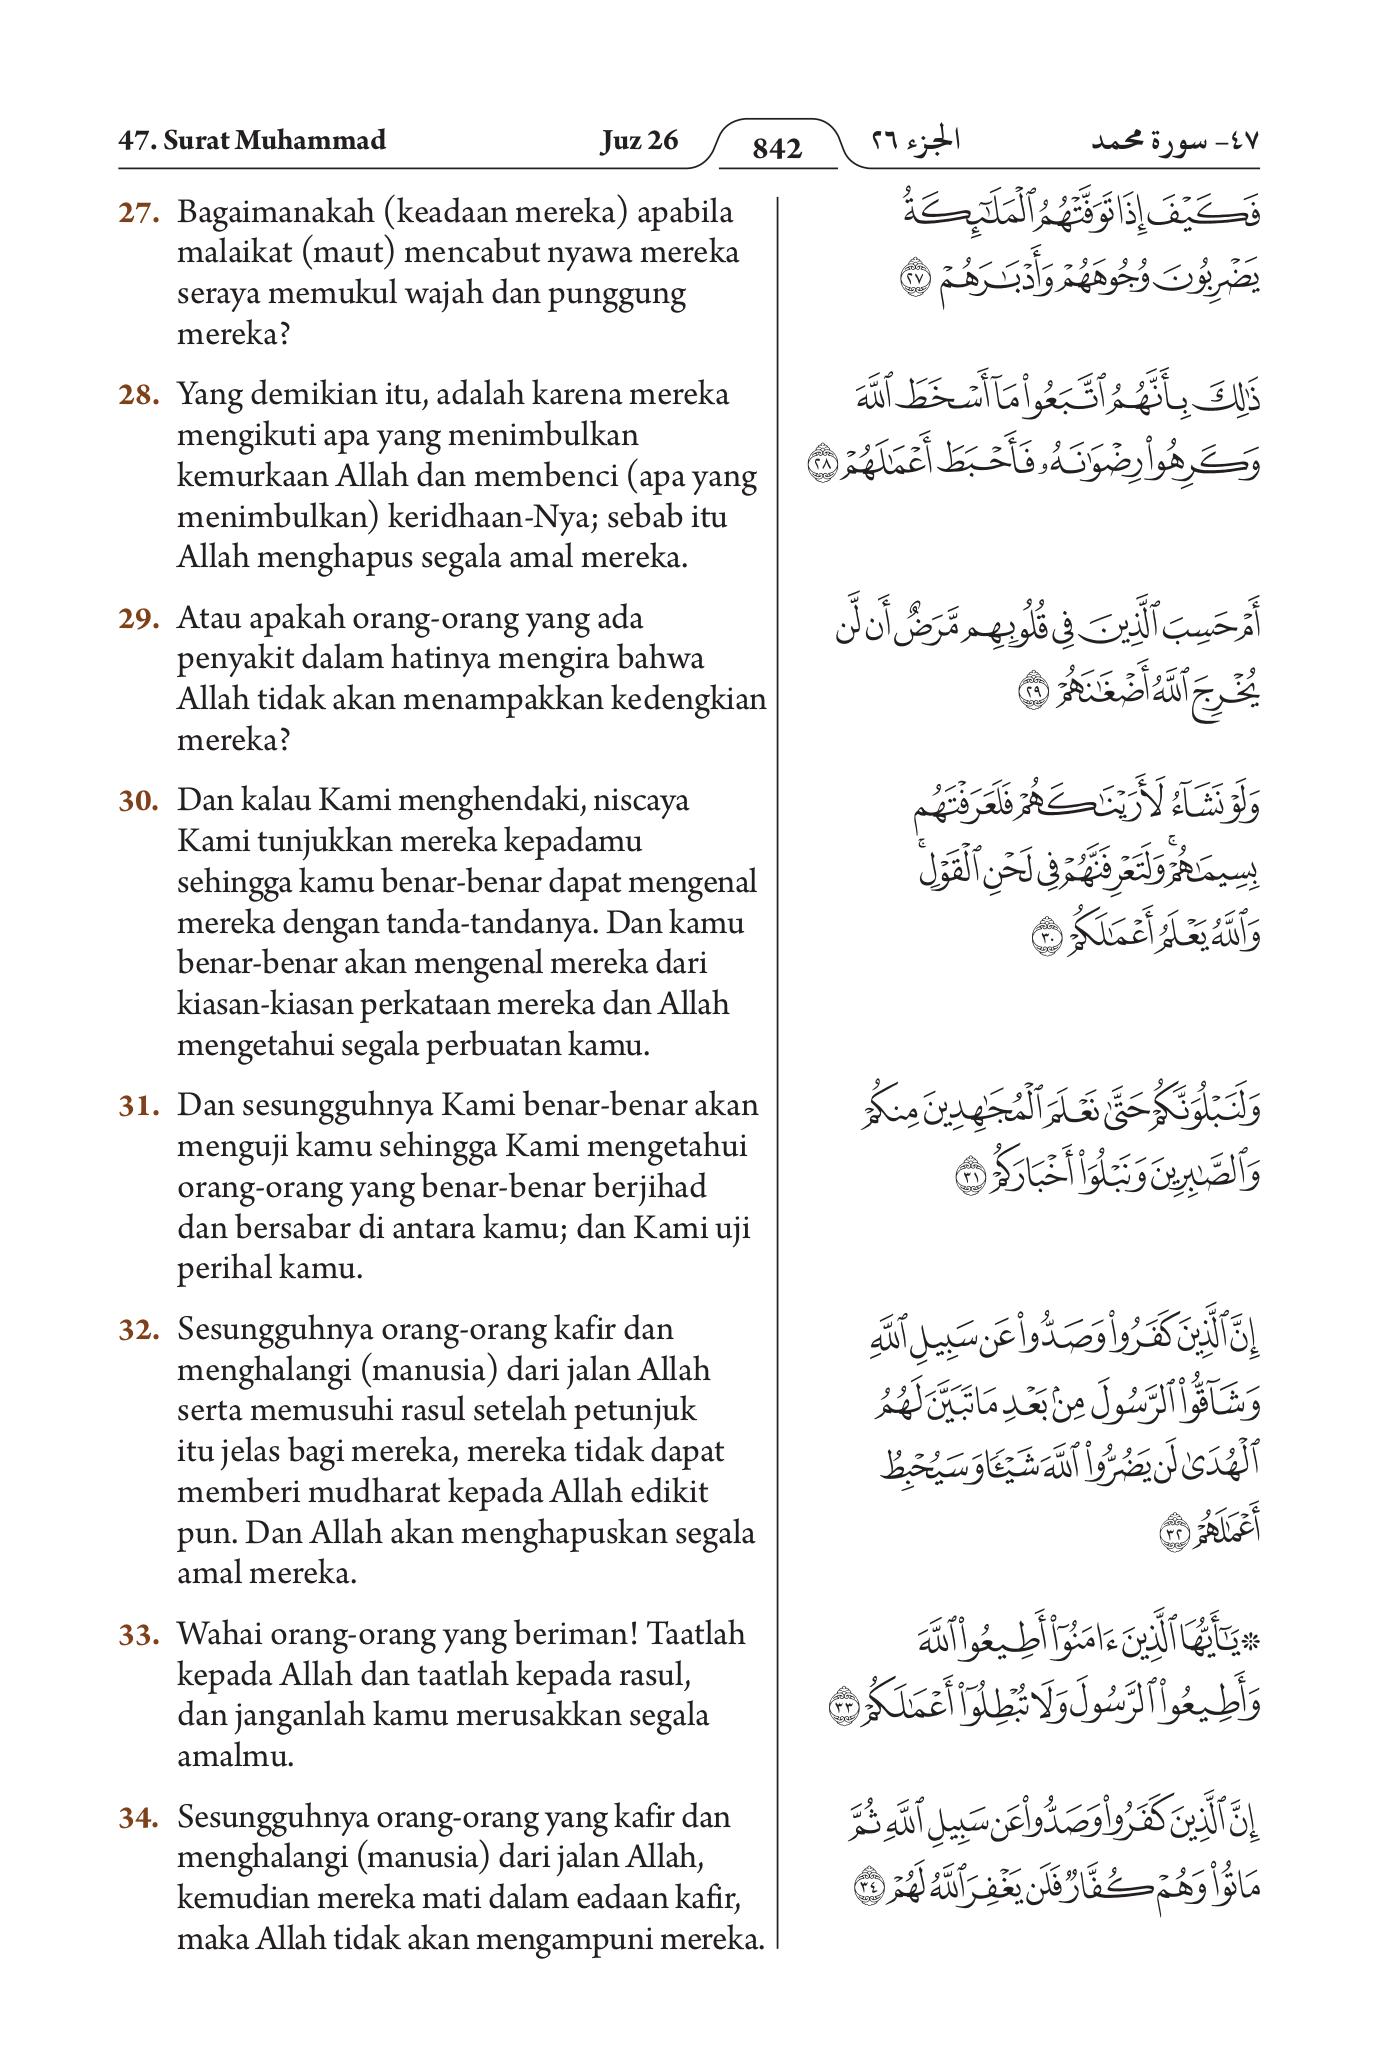 47. Surat Muhammad Juz 26 842 الجزء ٢٦ ٤٧- سورة محمد
27. Bagaimanakah (keadaan mereka) apabila
malaikat (maut) mencabut nyawa mereka
seraya memukul wajah dan punggung
mereka?
28. Yang demikian itu, adalah karena mereka
mengikuti apa yang menimbulkan
kemurkaan Allah dan membenci (apa yang
menimbulkan) keridhaan-Nya; sebab itu
Allah menghapus segala amal mereka.
29. Atau apakah orang-orang yang ada
penyakit dalam hatinya mengira bahwa
Allah tidak akan menampakkan kedengkian
mereka?
30. Dan kalau Kami menghendaki, niscaya
Kami tunjukkan mereka kepadamu
sehingga kamu benar-benar dapat mengenal
mereka dengan tanda-tandanya. Dan kamu
benar-benar akan mengenal mereka dari
kiasan-kiasan perkataan mereka dan Allah
mengetahui segala perbuatan kamu.
31. Dan sesungguhnya Kami benar-benar akan
menguji kamu sehingga Kami mengetahui
orang-orang yang benar-benar berjihad
dan bersabar di antara kamu; dan Kami uji
perihal kamu.
32. Sesungguhnya orang-orang kafir dan
menghalangi (manusia) dari jalan Allah
serta memusuhi rasul setelah petunjuk
itu jelas bagi mereka, mereka tidak dapat
memberi mudharat kepada Allah edikit
pun. Dan Allah akan menghapuskan segala
amal mereka.
33. Wahai orang-orang yang beriman! Taatlah
kepada Allah dan taatlah kepada rasul,
dan janganlah kamu merusakkan segala
amalmu.
34. Sesungguhnya orang-orang yang kafir dan
menghalangi (manusia) dari jalan Allah,
kemudian mereka mati dalam eadaan kafir,
maka Allah tidak akan mengampuni mereka.
فَكَيْفَ إِذَا تَوَفَّتْهُمُ ٱلْمَلَٰٓئِكَةُ
يَضْرِبُونَ وُجُوهَهُمْ وَأَدْبَٰرَهُمْ ٢٧
ذَٰلِكَ بِأَنَّهُمُ ٱتَّبَعُوا۟ مَآ أَسْخَطَ ٱللَّهَ
وَكَرِهُوا۟ رِضْوَٰنَهُۥ فَأَحْبَطَ أَعْمَٰلَهُمْ ٢٨
أَمْ حَسِبَ ٱلَّذِينَ فِى قُلُوبِهِم مَّرَضٌ أَن لَّن
يُخْرِجَ ٱللَّهُ أَضْغَٰنَهُمْ ٢٩
وَلَوْ نَشَآءُ لَأَرَيْنَٰكَهُمْ فَلَعَرَفْتَهُم
بِسِيمَٰهُمْ ۚ وَلَتَعْرِفَنَّهُمْ فِى لَحْنِ ٱلْقَوْلِ ۚ
وَٱللَّهُ يَعْلَمُ أَعْمَٰلَكُمْ ٣٠
وَلَنَبْلُوَنَّكُمْ حَتَّىٰ نَعْلَمَ ٱلْمُجَٰهِدِينَ مِنكُمْ
وَٱلصَّٰبِرِينَ وَنَبْلُوَا۟ أَخْبَارَكُمْ ٣١
إِنَّ ٱلَّذِينَ كَفَرُوا۟ وَصَدُّوا۟ عَن سَبِيلِ ٱللَّهِ
وَشَآقُّوا۟ ٱلرَّسُولَ مِنۢ بَعْدِ مَا تَبَيَّنَ لَهُمُ
ٱلْهُدَىٰ لَن يَضُرُّوا۟ ٱللَّهَ شَيْـًٔا وَسَيُحْبِطُ
أَعْمَٰلَهُمْ ٣٢
* يَٰٓأَيُّهَا ٱلَّذِينَ ءَامَنُوٓا۟ أَطِيعُوا۟ ٱللَّهَ
وَأَطِيعُوا۟ ٱلرَّسُولَ وَلَا تُبْطِلُوٓا۟ أَعْمَٰلَكُمْ ٣٣
إِنَّ ٱلَّذِينَ كَفَرُوا۟ وَصَدُّوا۟ عَن سَبِيلِ ٱللَّهِ ثُمَّ
مَاتُوا۟ وَهُمْ كُفَّارٌ فَلَن يَغْفِرَ ٱللَّهُ لَهُمْ ٣٤